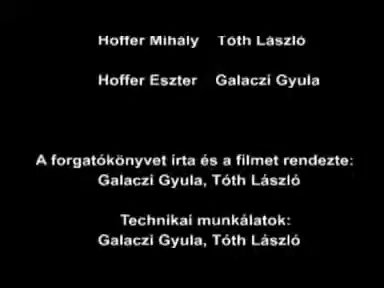 Hoffer Mihály Tóth László
Hoffer Eszter Galaczi Gyula
A forgatókönyvet írta és a filmet rendezte:
Galaczi Gyula, Tóth László
Technikai munkálatok:
Galaczi Gyula, Tóth László